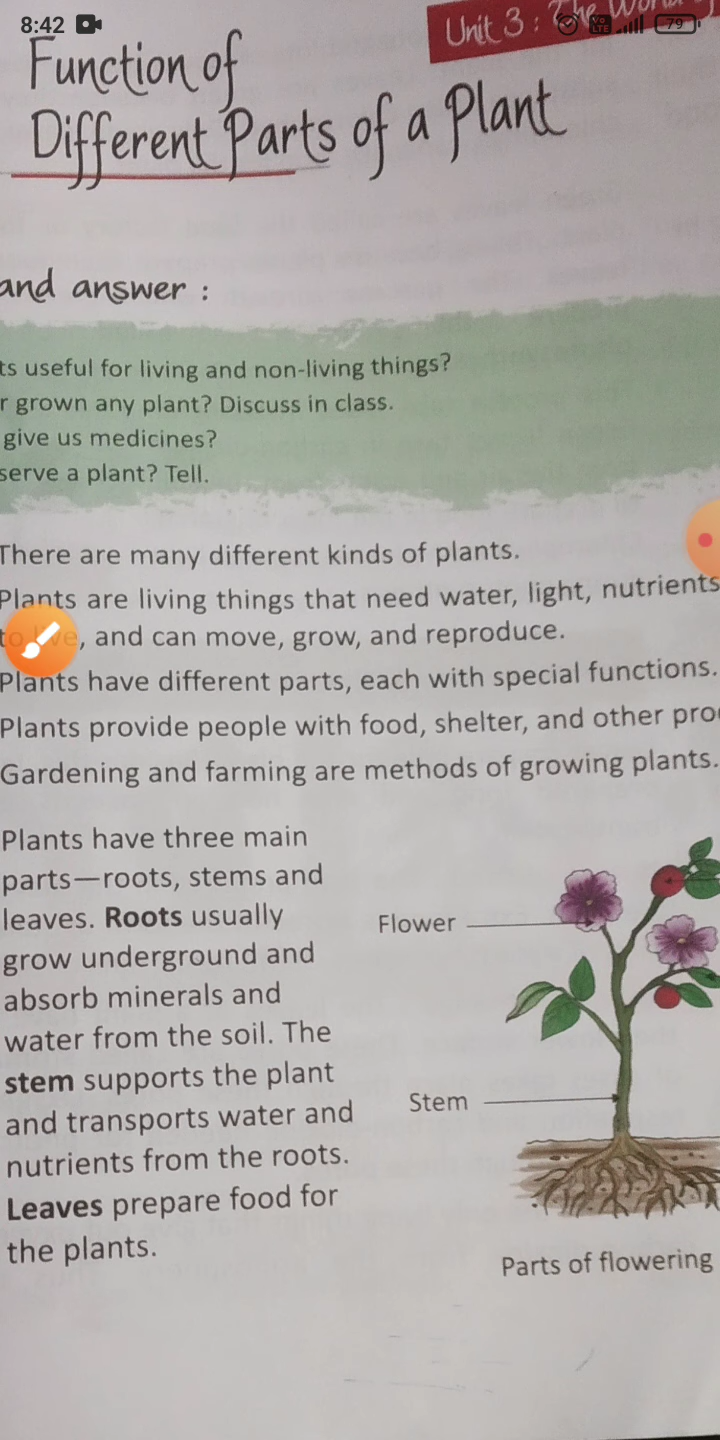 8:42
79
Unit 3 : The
Function of
Different Parts of a Plant
and answer :
ts useful for living and non-living things?
r grown any plant? Discuss in class.
give us medicines?
serve a plant? Tell.
There are many different kinds of plants.
Plants are living things that need water, light, nutrients
, and can move, grow, and reproduce.
Plants have different parts, each with special functions.
Plants provide people with food, shelter, and other pro
Gardening and farming are methods of growing plants.
Plants have three main
parts—roots, stems and
leaves. Roots usually
grow underground and
absorb minerals and
water from the soil. The
stem supports the plant
and transports water and
nutrients from the roots.
Leaves prepare food for
the plants.
Flower
Stem
Parts of flowering